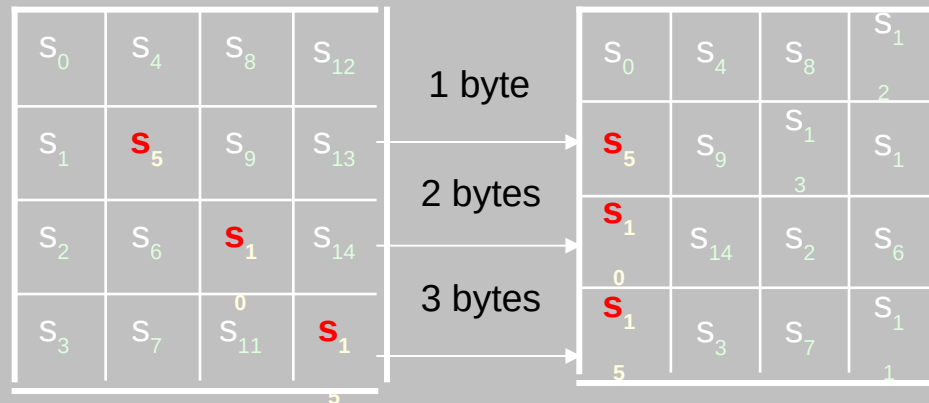 S0 S4 S8 S12
S1 S5 S9 S13
S2 S6 S10 S14
S3 S7 S11 S15
1 byte
2 bytes
3 bytes
S0 S4 S8 S12
S5 S9 S13 S1
S10 S14 S2 S6
S15 S3 S7 S11